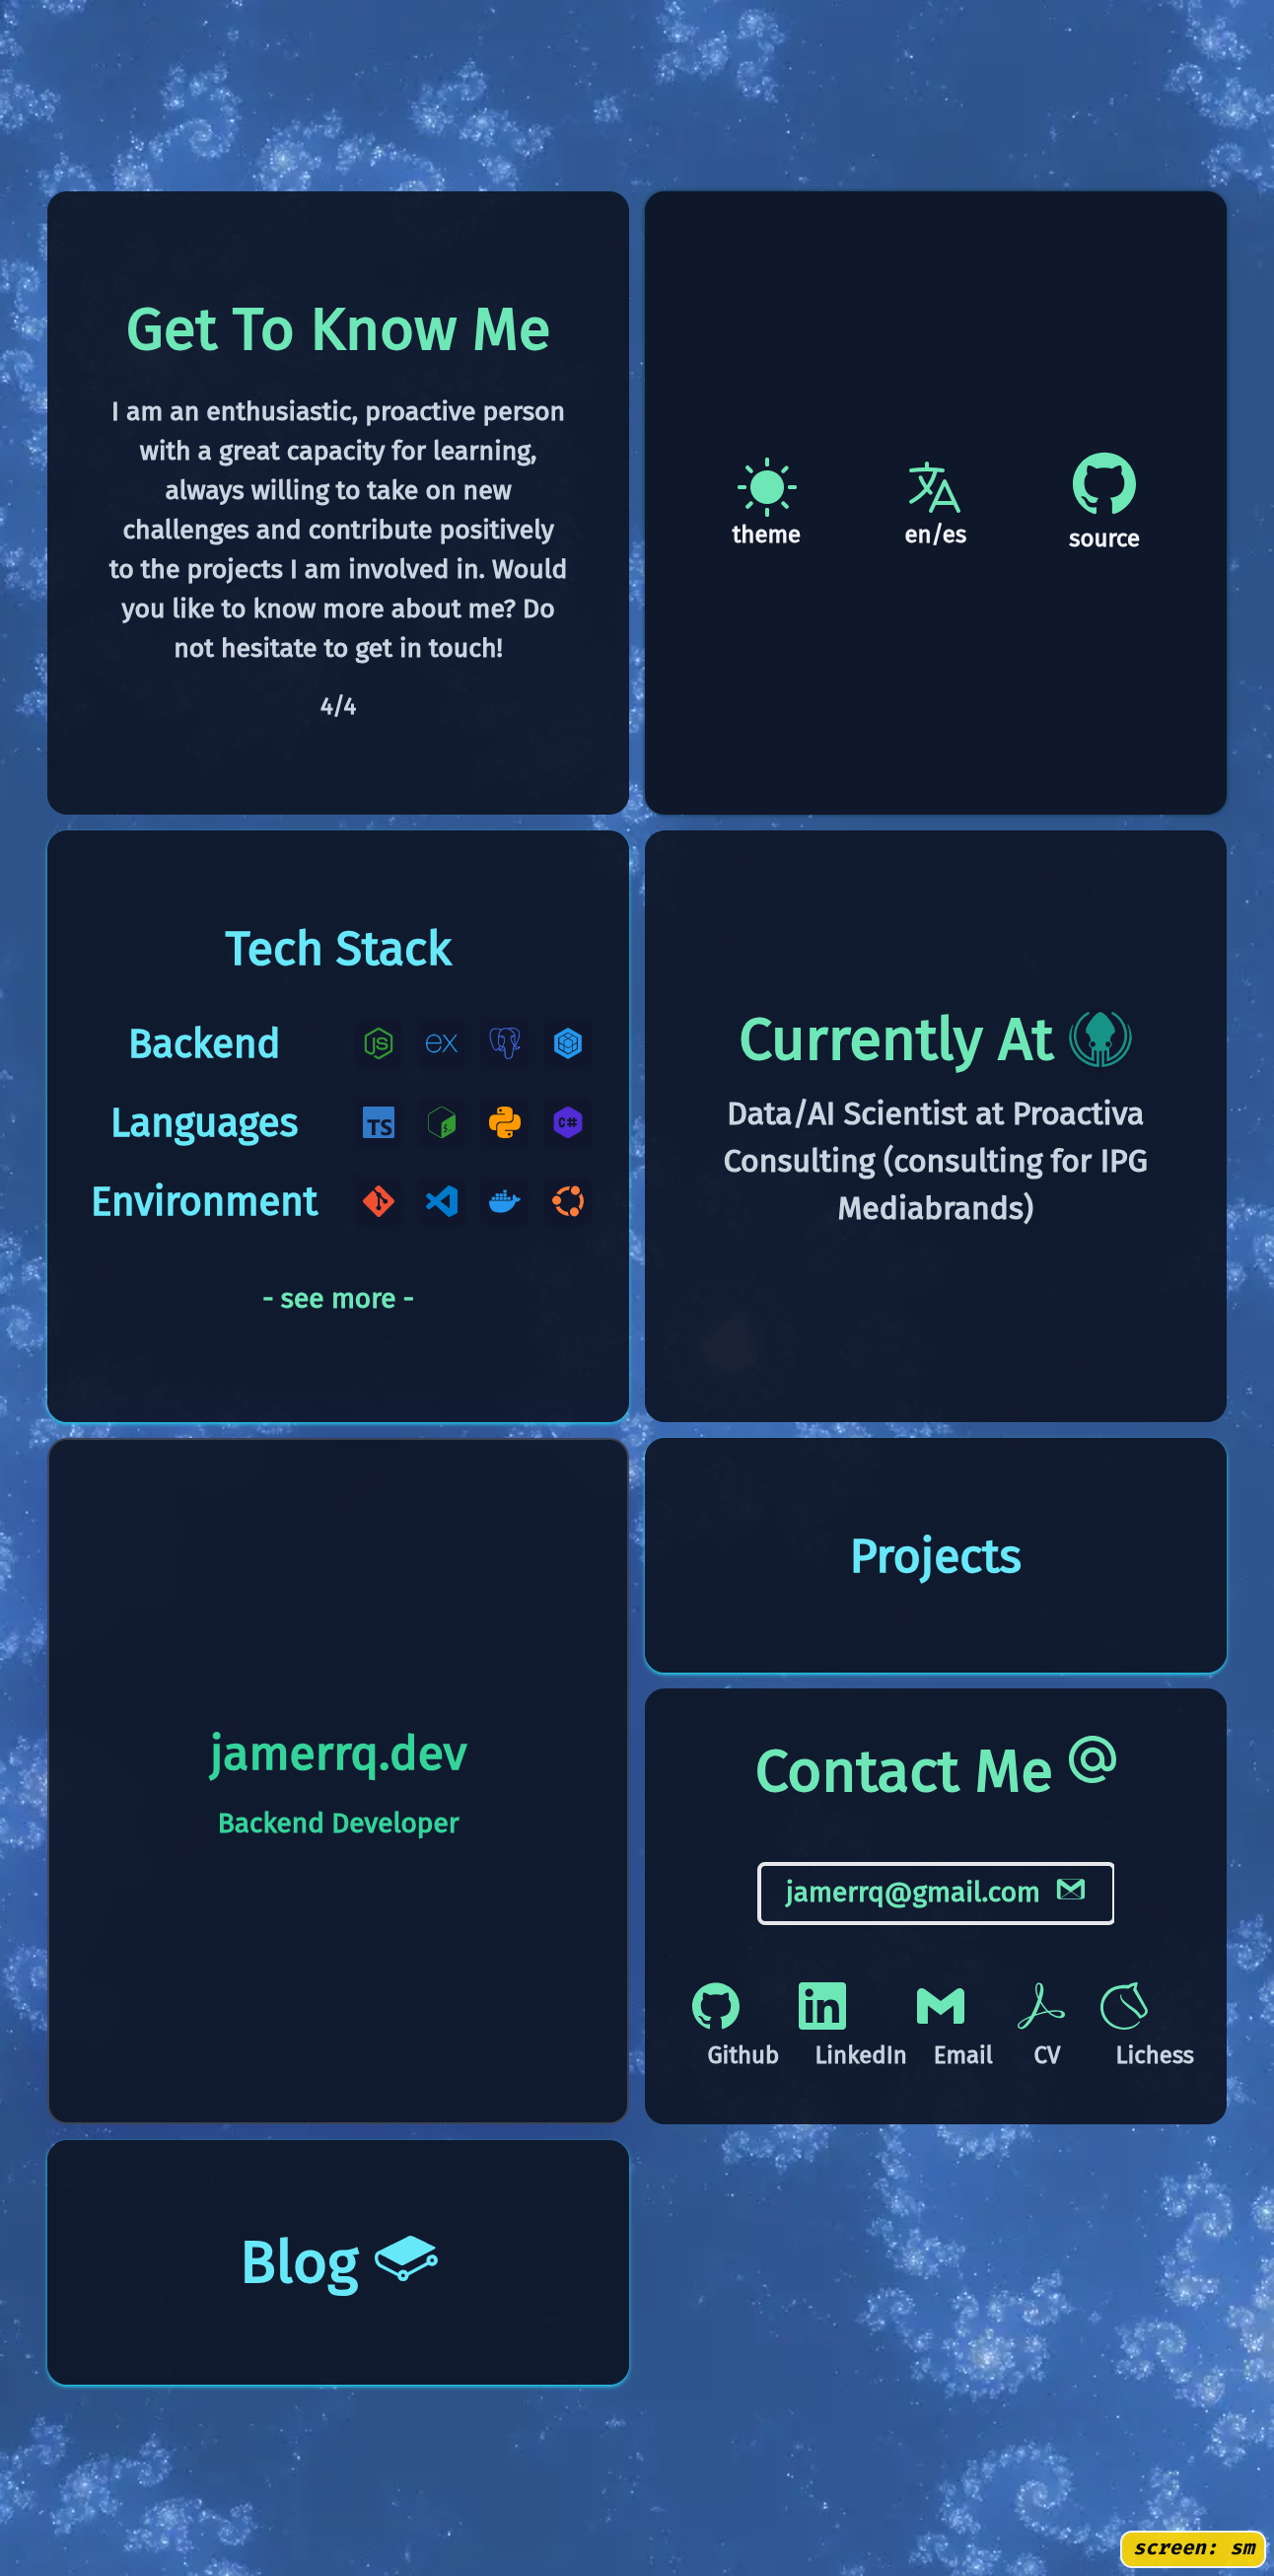 Get To Know Me
I am an enthusiastic, proactive person
with a great capacity for learning,
always willing to take on new
challenges and contribute positively
to the projects I am involved in. Would
you like to know more about me? Do
not hesitate to get in touch!
4/4
theme
en/es
source
Tech Stack
Backend
JS
ex
Languages
TS
$_
C#
Environment
- see more -
Currently At
Data/AI Scientist at Proactiva
Consulting (consulting for IPG
Mediabrands)
jamerrq.dev
Backend Developer
Projects
Contact Me @
jamerrq@gmail.com
in
Github
LinkedIn
Email
CV
Lichess
Blog
screen: sm